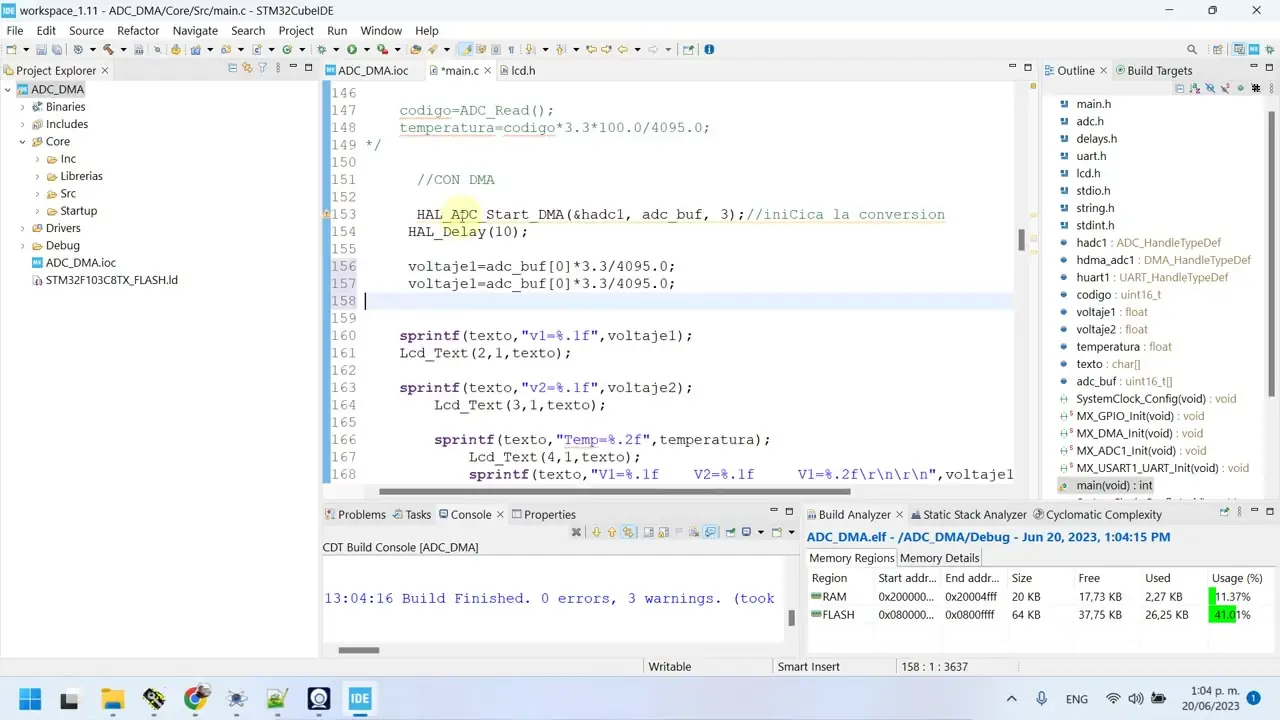 workspace_1.11 - ADC_DMA/Core/Src/main.c - STM32CubeIDE
File Edit Source Refactor Navigate Search Project Run Window Help
Project Explorer
ADC_DMA
Binaries
Includes
Core
Inc
Librerias
Src
Startup
Drivers
Debug
ADC_DMA.ioc
STM32F103C8TX_FLASH.ld
ADC_DMA.ioc *main.c lcd.h
146
147 codigo=ADC_Read();
148 temperatura=codigo*3.3*100.0/4095.0;
149 */
150
151 //CON DMA
152
153 HAL_ADC_Start_DMA(&hadc1, adc_buf, 3);//iniCica la conversion
154 HAL_Delay(10);
155
156 voltaje1=adc_buf[0]*3.3/4095.0;
157 voltaje1=adc_buf[0]*3.3/4095.0;
158
159
160 sprintf(texto,"v1=%.1f",voltaje1);
161 Lcd_Text(2,1,texto);
162
163 sprintf(texto,"v2=%.1f",voltaje2);
164 Lcd_Text(3,1,texto);
165
166 sprintf(texto,"Temp=%.2f",temperatura);
167 Lcd_Text(4,1,texto);
168 sprintf(texto,"V1=%.1f V2=%.1f V1=%.2f\r\n\r\n",voltaje1
Outline Build Targets
main.h
adc.h
delays.h
uart.h
lcd.h
stdio.h
string.h
stdint.h
hadc1 : ADC_HandleTypeDef
hdma_adc1 : DMA_HandleTypeDef
huart1 : UART_HandleTypeDef
codigo : uint16_t
voltaje1 : float
voltaje2 : float
temperatura : float
texto : char[]
adc_buf : uint16_t[]
SystemClock_Config(void) : void
MX_GPIO_Init(void) : void
MX_DMA_Init(void) : void
MX_ADC1_Init(void) : void
MX_USART1_UART_Init(void) : void
main(void) : int
Problems Tasks Console Properties
CDT Build Console [ADC_DMA]
13:04:16 Build Finished. 0 errors, 3 warnings. (took
Build Analyzer Static Stack Analyzer Cyclomatic Complexity
ADC_DMA.elf - /ADC_DMA/Debug - Jun 20, 2023, 1:04:15 PM
Memory Regions Memory Details
Region Start addr... End addr... Size Free Used Usage (%)
RAM 0x200000... 0x20004fff 20 KB 17,73 KB 2,27 KB 11.37%
FLASH 0x080000... 0x0800ffff 64 KB 37,75 KB 26,25 KB 41.01%
Writable Smart Insert 158 : 1 : 3637
IDE ENG 1:04 p. m.
20/06/2023 1